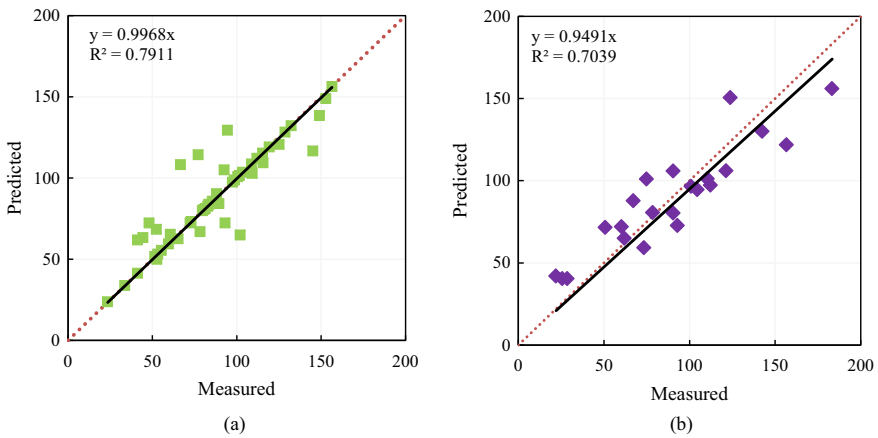 y = 0.9968x
R² = 0.7911
200
150
100
50
0
0 50 100 150 200
Predicted
Measured
(a)
y = 0.9491x
R² = 0.7039
200
150
100
50
0
0 50 100 150 200
Predicted
Measured
(b)